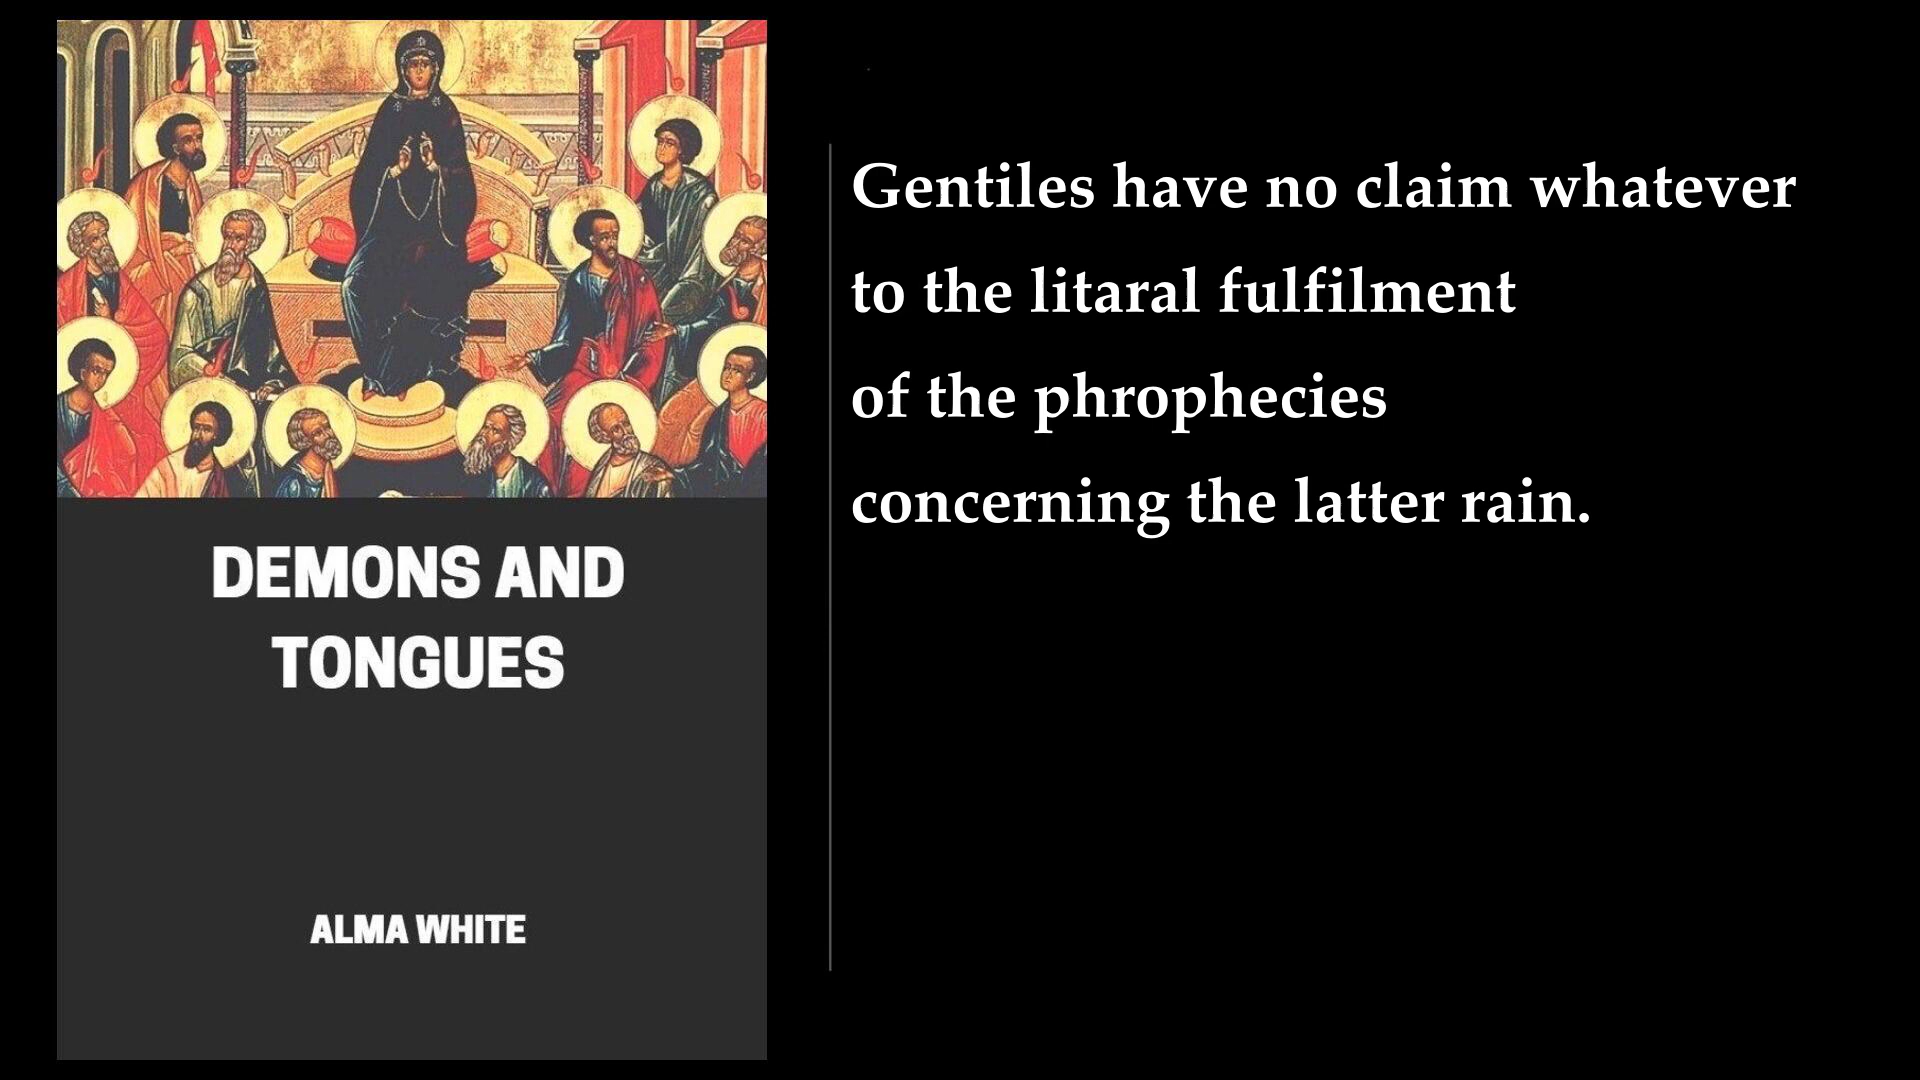 DEMONS AND
TONGUES
ALMA WHITE
Gentiles have no claim whatever
to the litaral fulfilment
of the phrophecies
concerning the latter rain.